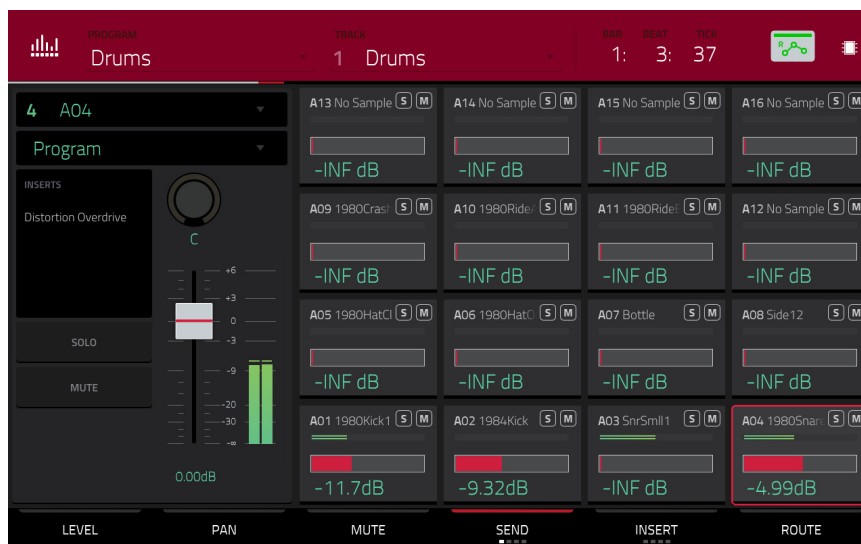 PROGRAM
Drums
TRACK
1 Drums
BAR BEAT TICK
1: 3: 37
R
4 A04
Program
INSERTS
Distortion Overdrive
C
+6
+3
0
-3
-9
-20
-30
-∞
SOLO
MUTE
0.00dB
A13 No Sample S M
-INF dB
A14 No Sample S M
-INF dB
A15 No Sample S M
-INF dB
A16 No Sample S M
-INF dB
A09 1980Crash S M
-INF dB
A10 1980Ride S M
-INF dB
A11 1980RideE S M
-INF dB
A12 No Sample S M
-INF dB
A05 1980HatCl S M
-INF dB
A06 1980HatO S M
-INF dB
A07 Bottle S M
-INF dB
A08 Side12 S M
-INF dB
A01 1980Kick1 S M
-11.7dB
A02 1984Kick S M
-9.32dB
A03 SnrSmll1 S M
-INF dB
A04 1980Snare S M
-4.99dB
LEVEL PAN MUTE SEND INSERT ROUTE